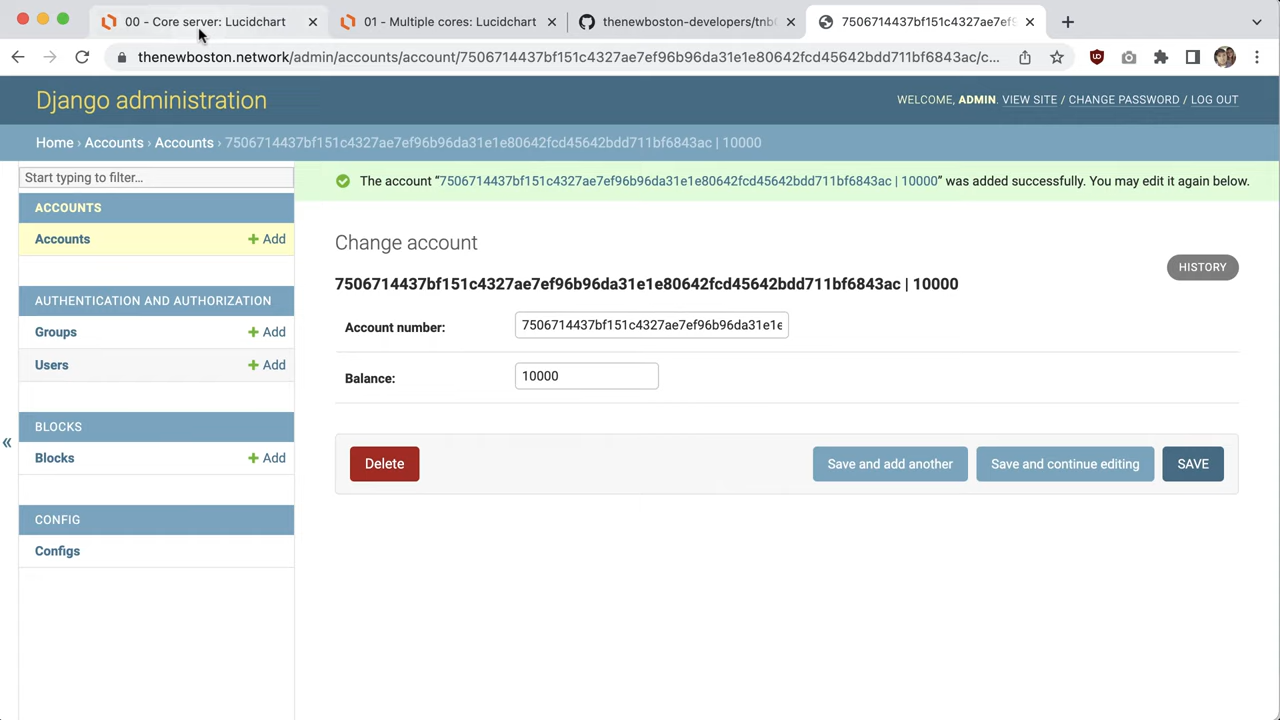 00 - Core server: Lucidchart
01 - Multiple cores: Lucidchart
thenewboston-developers/tnb
7506714437bf151c4327ae7ef9
thenewboston.network/admin/accounts/account/7506714437bf151c4327ae7ef96b96da31e1e80642fcd45642bdd711bf6843ac/c...
Django administration
WELCOME, ADMIN. VIEW SITE / CHANGE PASSWORD / LOG OUT
Home › Accounts › Accounts › 7506714437bf151c4327ae7ef96b96da31e1e80642fcd45642bdd711bf6843ac | 10000
Start typing to filter...
The account “7506714437bf151c4327ae7ef96b96da31e1e80642fcd45642bdd711bf6843ac | 10000” was added successfully. You may edit it again below.
ACCOUNTS
Accounts + Add
AUTHENTICATION AND AUTHORIZATION
Groups + Add
Users + Add
BLOCKS
Blocks + Add
CONFIG
Configs
«
Change account
HISTORY
7506714437bf151c4327ae7ef96b96da31e1e80642fcd45642bdd711bf6843ac | 10000
Account number: 7506714437bf151c4327ae7ef96b96da31e1e
Balance: 10000
Delete
Save and add another
Save and continue editing
SAVE